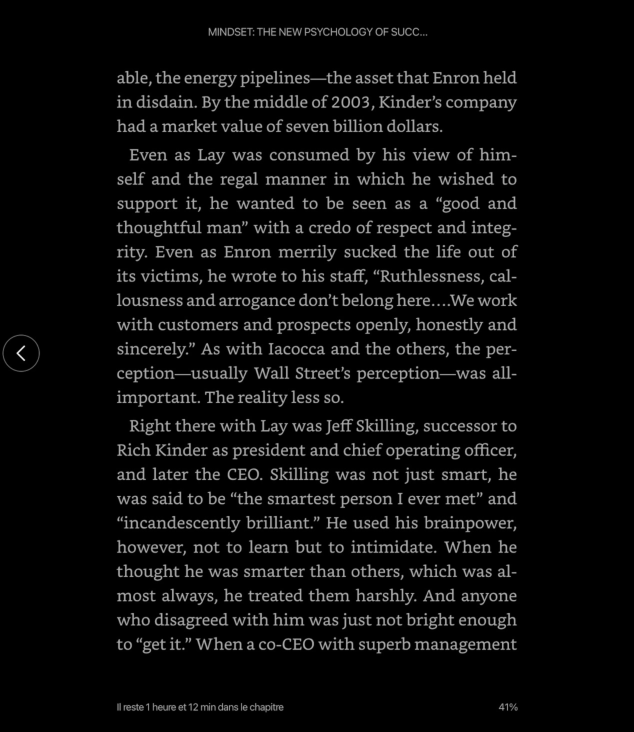 MINDSET: THE NEW PSYCHOLOGY OF SUCC...
able, the energy pipelines—the asset that Enron held
in disdain. By the middle of 2003, Kinder’s company
had a market value of seven billion dollars.
Even as Lay was consumed by his view of him-
self and the regal manner in which he wished to
support it, he wanted to be seen as a “good and
thoughtful man” with a credo of respect and integ-
rity. Even as Enron merrily sucked the life out of
its victims, he wrote to his staff, “Ruthlessness, cal-
lousness and arrogance don’t belong here....We work
with customers and prospects openly, honestly and
sincerely.” As with Iacocca and the others, the per-
ception—usually Wall Street’s perception—was all-
important. The reality less so.
Right there with Lay was Jeff Skilling, successor to
Rich Kinder as president and chief operating officer,
and later the CEO. Skilling was not just smart, he
was said to be “the smartest person I ever met” and
“incandescently brilliant.” He used his brainpower,
however, not to learn but to intimidate. When he
thought he was smarter than others, which was al-
most always, he treated them harshly. And anyone
who disagreed with him was just not bright enough
to “get it.” When a co-CEO with superb management
Il reste 1 heure et 12 min dans le chapitre
41%